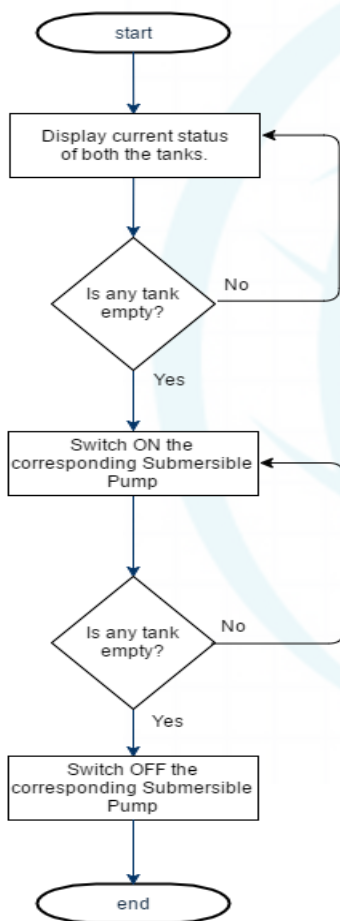 start
Display current status
of both the tanks.
Is any tank
empty?
No
Yes
Switch ON the
corresponding Submersible
Pump
Is any tank
empty?
No
Yes
Switch OFF the
corresponding Submersible
Pump
end